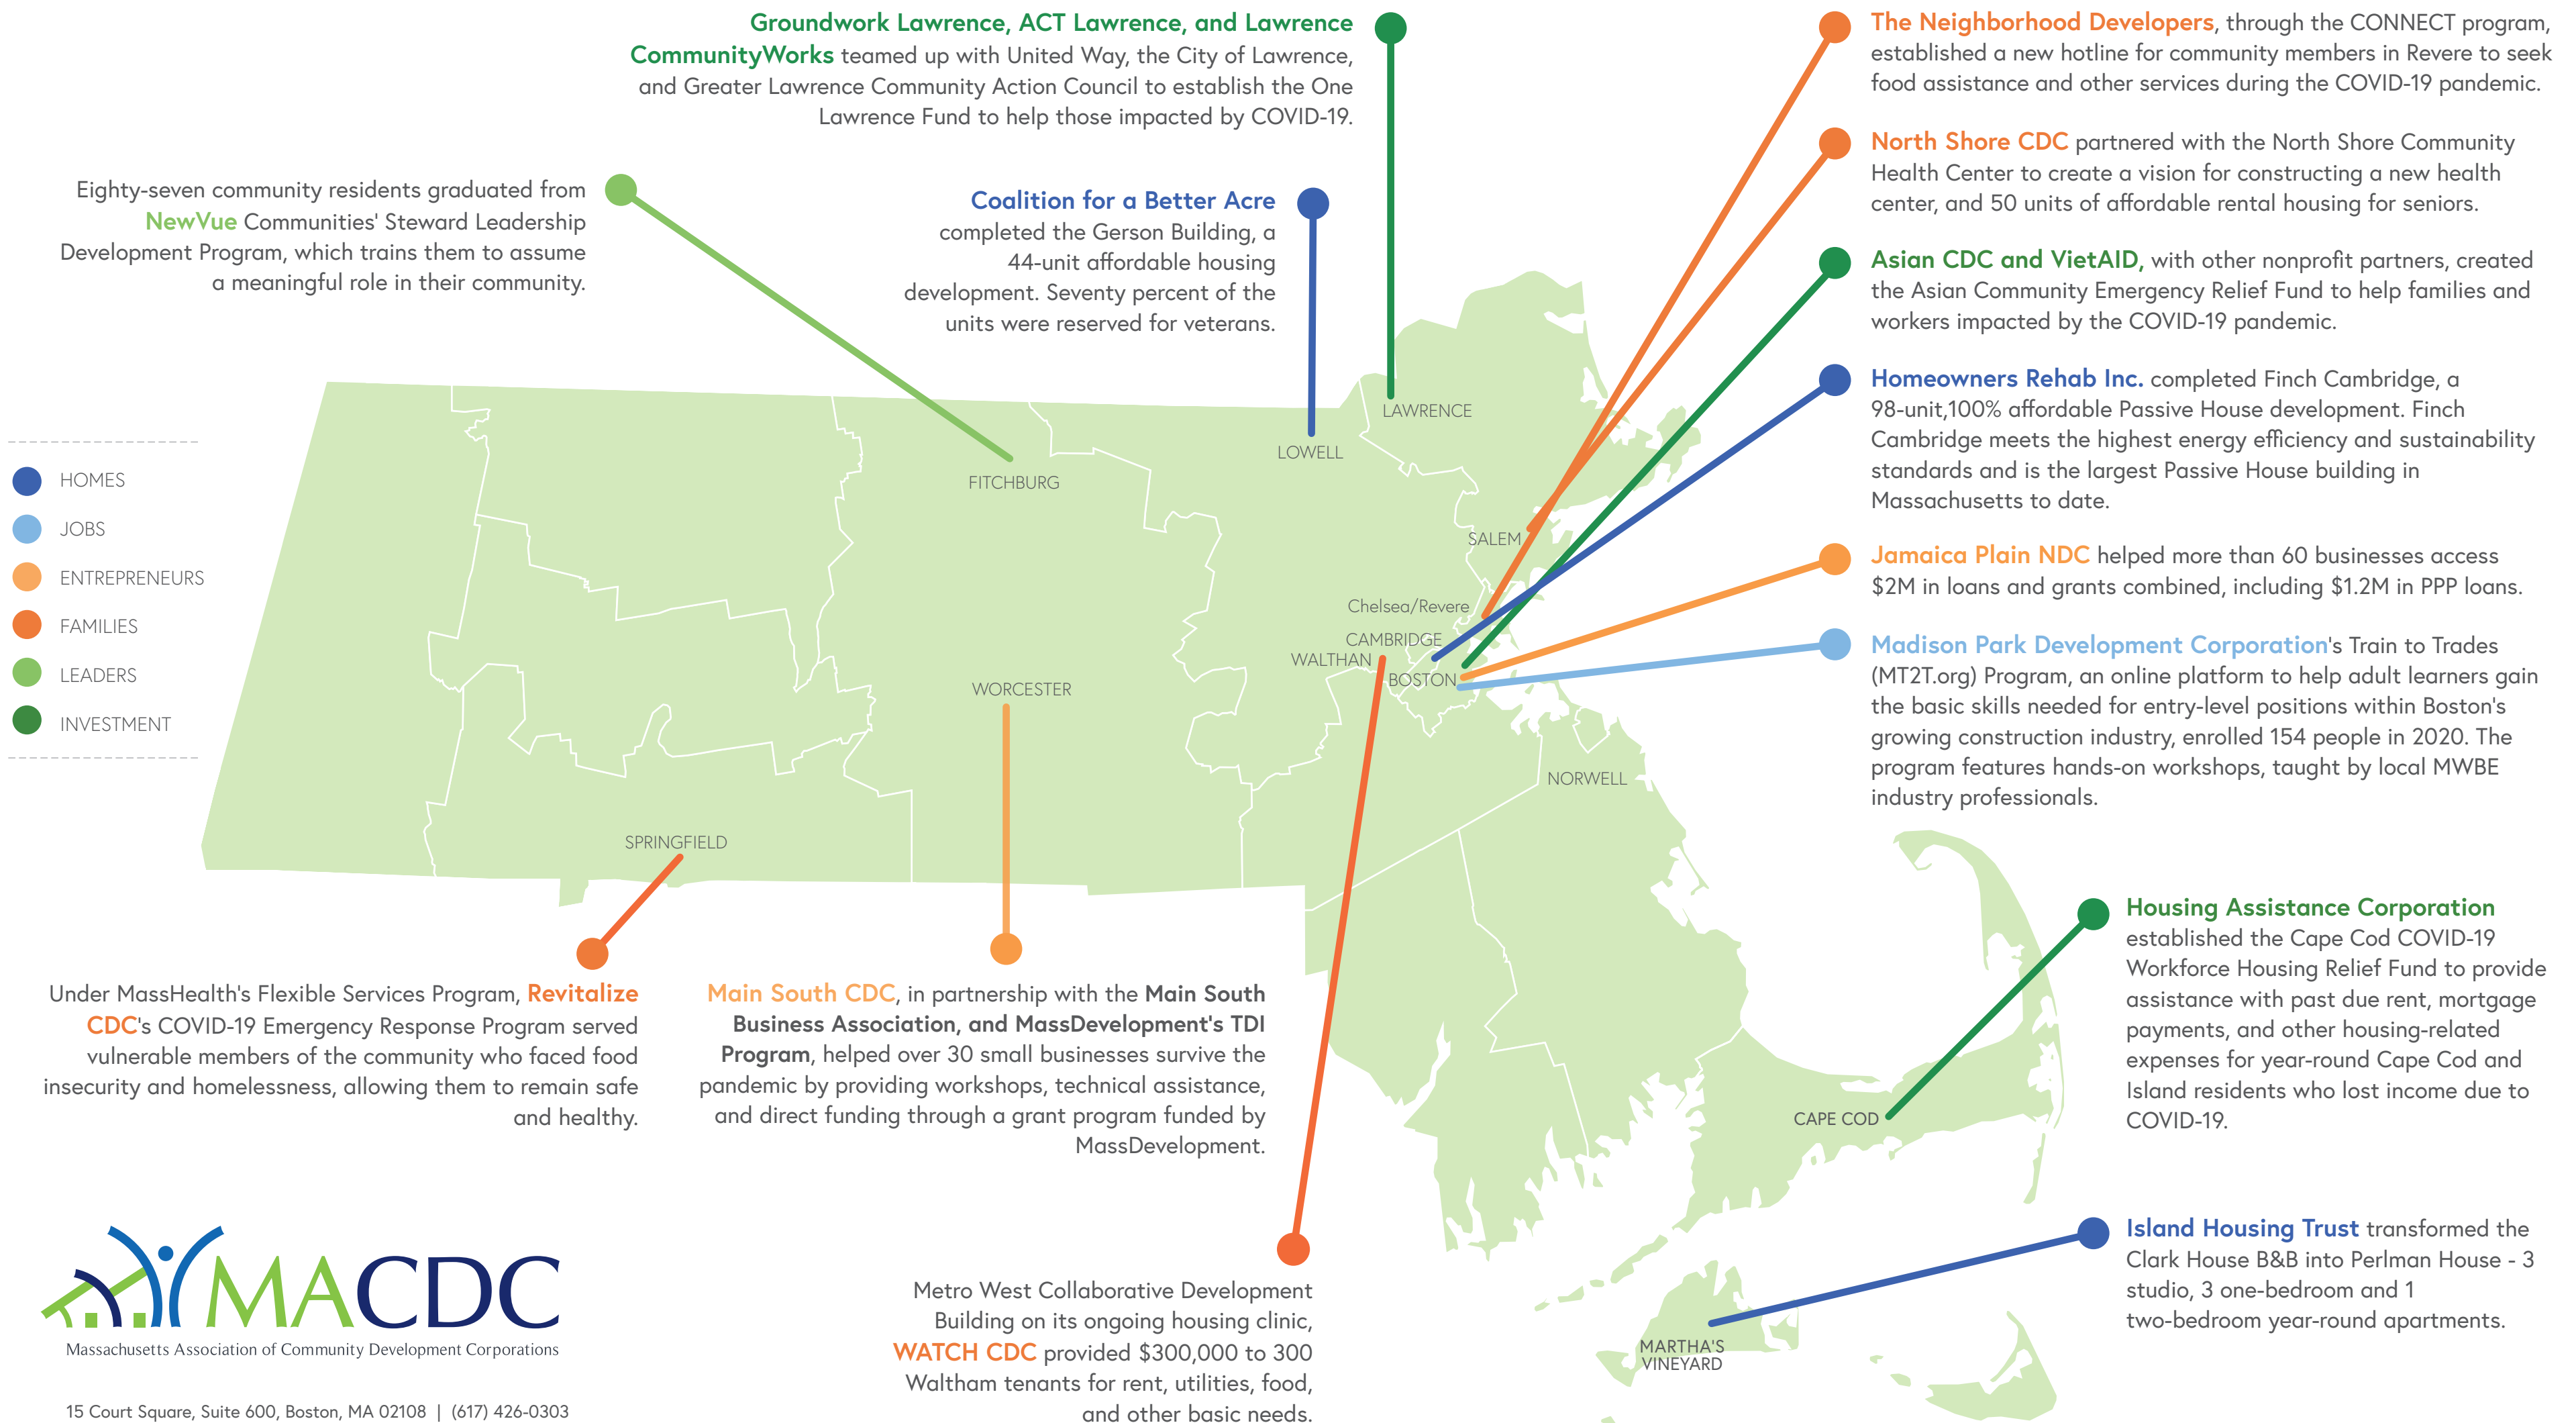 Groundwork Lawrence, ACT Lawrence, and Lawrence
CommunityWorks teamed up with United Way, the City of Lawrence,
and Greater Lawrence Community Action Council to establish the One
Lawrence Fund to help those impacted by COVID-19.
Eighty-seven community residents graduated from
NewVue Communities' Steward Leadership
Development Program, which trains them to assume
a meaningful role in their community.
Coalition for a Better Acre
completed the Gerson Building, a
44-unit affordable housing
development. Seventy percent of the
units were reserved for veterans.
The Neighborhood Developers, through the CONNECT program,
established a new hotline for community members in Revere to seek
food assistance and other services during the COVID-19 pandemic.
North Shore CDC partnered with the North Shore Community
Health Center to create a vision for constructing a new health
center, and 50 units of affordable rental housing for seniors.
Asian CDC and VietAID, with other nonprofit partners, created
the Asian Community Emergency Relief Fund to help families and
workers impacted by the COVID-19 pandemic.
Homeowners Rehab Inc. completed Finch Cambridge, a
98-unit,100% affordable Passive House development. Finch
Cambridge meets the highest energy efficiency and sustainability
standards and is the largest Passive House building in
Massachusetts to date.
Jamaica Plain NDC helped more than 60 businesses access
$2M in loans and grants combined, including $1.2M in PPP loans.
Madison Park Development Corporation's Train to Trades
(MT2T.org) Program, an online platform to help adult learners gain
the basic skills needed for entry-level positions within Boston's
growing construction industry, enrolled 154 people in 2020. The
program features hands-on workshops, taught by local MWBE
industry professionals.
HOMES
JOBS
ENTREPRENEURS
FAMILIES
LEADERS
INVESTMENT
LAWRENCE
LOWELL
FITCHBURG
SALEM
Chelsea/Revere
CAMBRIDGE
WALTHAN
BOSTON
WORCESTER
NORWELL
SPRINGFIELD
CAPE COD
MARTHA'S
VINEYARD
Housing Assistance Corporation
established the Cape Cod COVID-19
Workforce Housing Relief Fund to provide
assistance with past due rent, mortgage
payments, and other housing-related
expenses for year-round Cape Cod and
Island residents who lost income due to
COVID-19.
Under MassHealth's Flexible Services Program, Revitalize
CDC's COVID-19 Emergency Response Program served
vulnerable members of the community who faced food
insecurity and homelessness, allowing them to remain safe
and healthy.
Main South CDC, in partnership with the Main South
Business Association, and MassDevelopment's TDI
Program, helped over 30 small businesses survive the
pandemic by providing workshops, technical assistance,
and direct funding through a grant program funded by
MassDevelopment.
Island Housing Trust transformed the
Clark House B&B into Perlman House - 3
studio, 3 one-bedroom and 1
two-bedroom year-round apartments.
Metro West Collaborative Development
Building on its ongoing housing clinic,
WATCH CDC provided $300,000 to 300
Waltham tenants for rent, utilities, food,
and other basic needs.
MACDC
Massachusetts Association of Community Development Corporations
15 Court Square, Suite 600, Boston, MA 02108 | (617) 426-0303